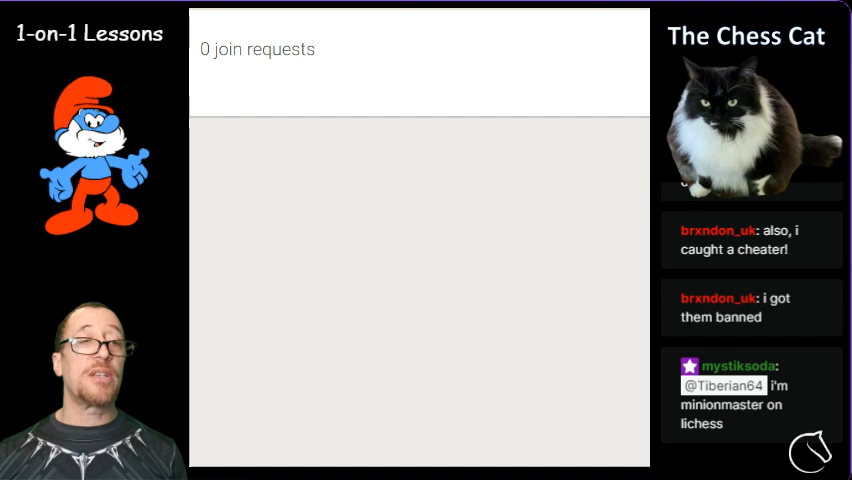 1-on-1 Lessons
0 join requests
The Chess Cat
brxndon_uk: also, i
caught a cheater!
brxndon_uk: i got
them banned
mystiksoda:
@Tiberian64 i'm
minionmaster on
lichess